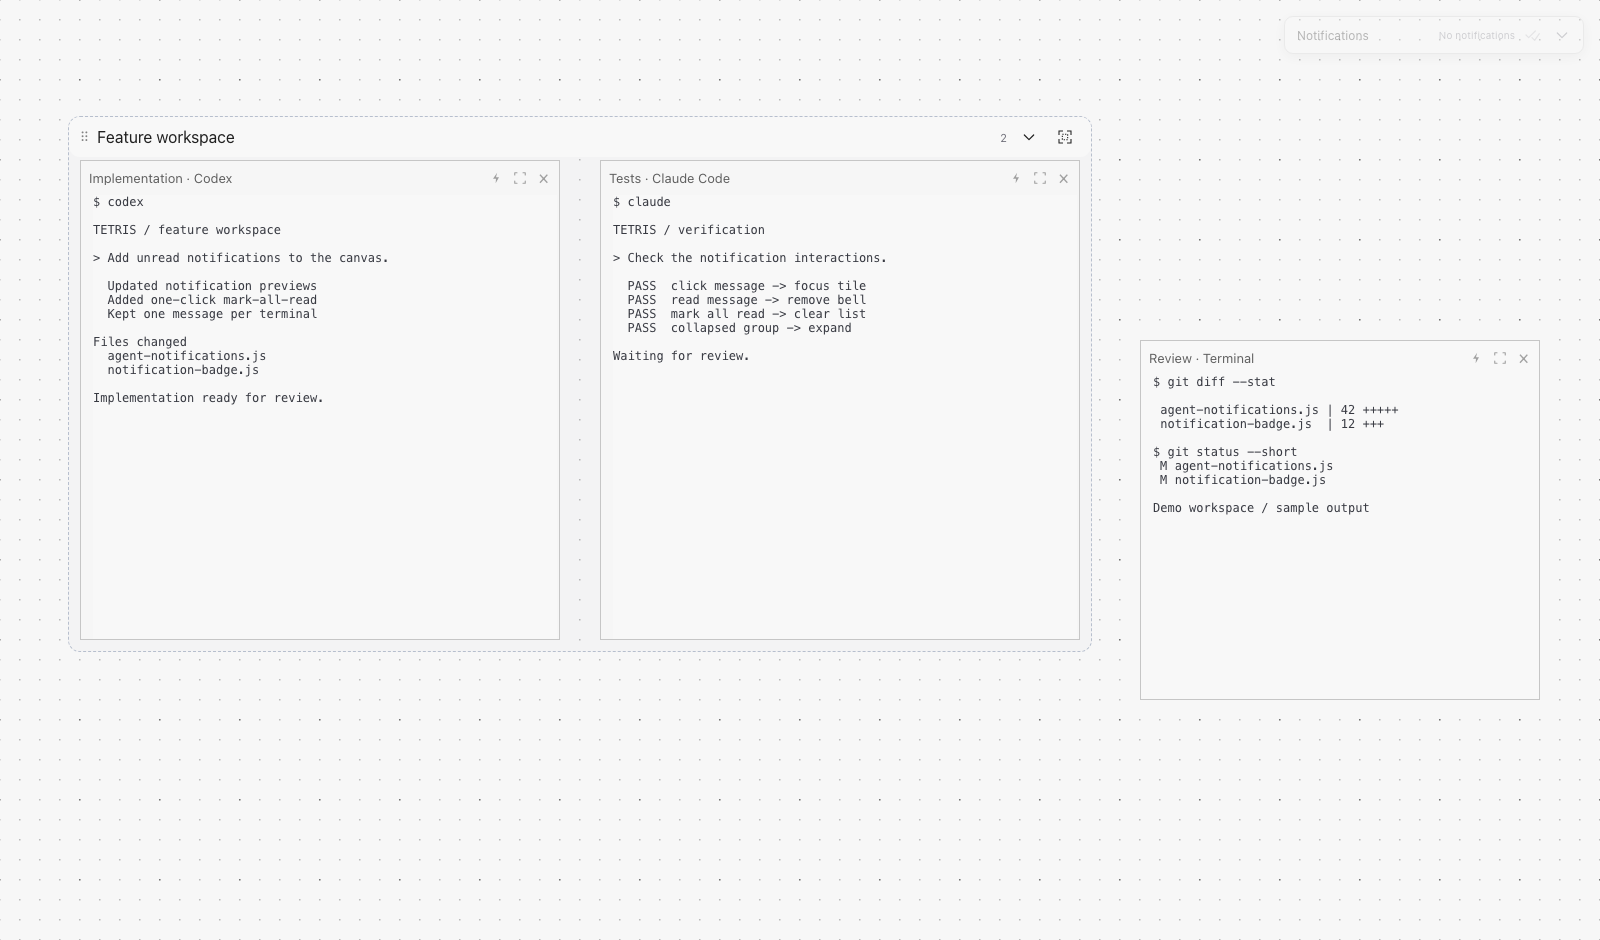 Notifications
No notifications
Feature workspace
2
Implementation · Codex
$ codex
TETRIS / feature workspace
> Add unread notifications to the canvas.
Updated notification previews
Added one-click mark-all-read
Kept one message per terminal
Files changed
agent-notifications.js
notification-badge.js
Implementation ready for review.
Tests · Claude Code
$ claude
TETRIS / verification
> Check the notification interactions.
PASS  click message -> focus tile
PASS  read message -> remove bell
PASS  mark all read -> clear list
PASS  collapsed group -> expand
Waiting for review.
Review · Terminal
$ git diff --stat
agent-notifications.js | 42 +++++
notification-badge.js  | 12 +++
$ git status --short
M agent-notifications.js
M notification-badge.js
Demo workspace / sample output